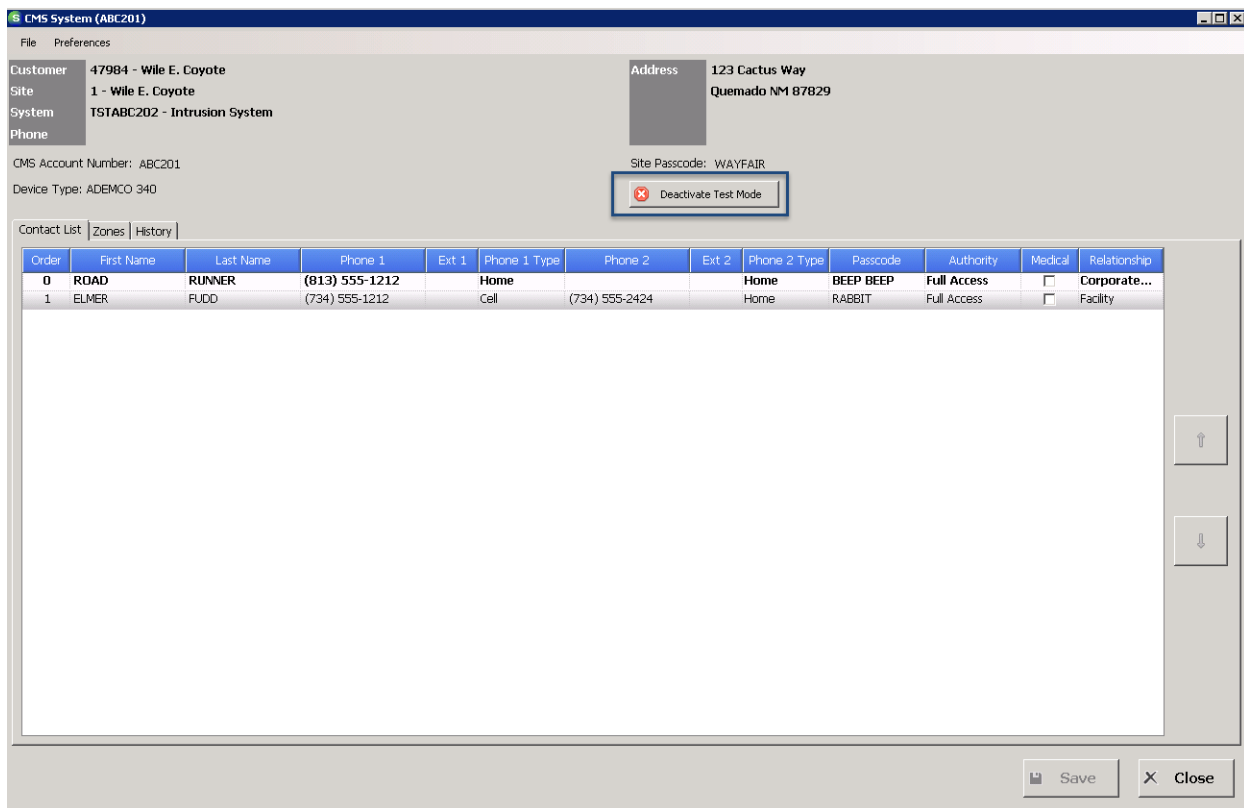 CMS System (ABC201)
File Preferences
Customer 47984 - Wile E. Coyote Address 123 Cactus Way
Site 1 - Wile E. Coyote Quemado NM 87829
System TSTABC202 - Intrusion System
Phone
CMS Account Number: ABC201 Site Passcode: WAYFAIR
Device Type: ADEMCO 340 Deactivate Test Mode
Contact List Zones History
Order First Name Last Name Phone 1 Ext 1 Phone 1 Type Phone 2 Ext 2 Phone 2 Type Passcode Authority Medical Relationship
0 ROAD RUNNER (813) 555-1212 Home Home BEEP BEEP Full Access Corporate...
1 ELMER FUDD (734) 555-1212 Cell (734) 555-2424 Home RABBIT Full Access Facility
Save Close